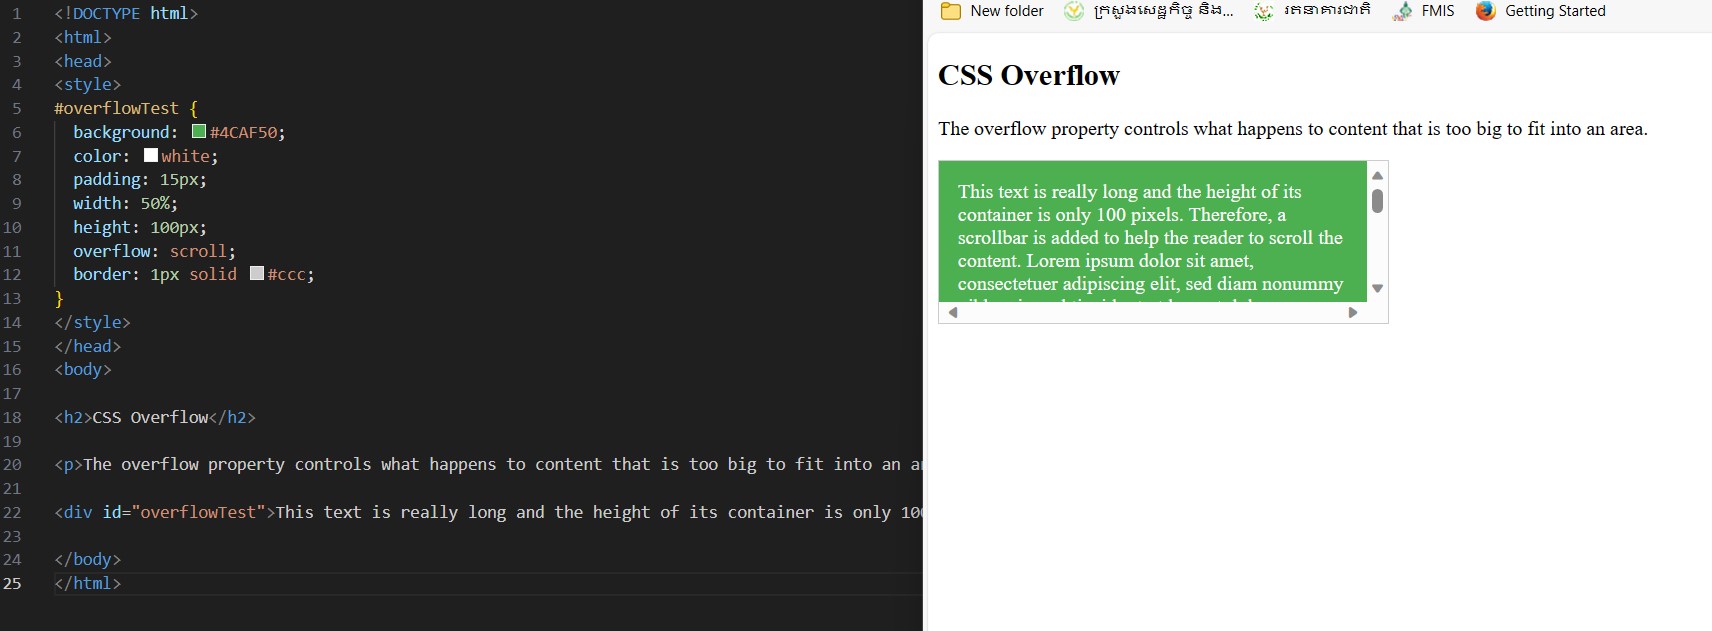 1 <!DOCTYPE html>
2 <html>
3 <head>
4 <style>
5 #overflowTest {
6 background: #4CAF50;
7 color: white;
8 padding: 15px;
9 width: 50%;
10 height: 100px;
11 overflow: scroll;
12 border: 1px solid #ccc;
13 }
14 </style>
15 </head>
16 <body>
17
18 <h2>CSS Overflow</h2>
19
20 <p>The overflow property controls what happens to content that is too big to fit into an a
21
22 <div id="overflowTest">This text is really long and the height of its container is only 10
23
24 </body>
25 </html>
New folder ក្រសួងសេដ្ឋកិច្ច និង... រតនាគារជាតិ FMIS Getting Started
CSS Overflow
The overflow property controls what happens to content that is too big to fit into an area.
This text is really long and the height of its
container is only 100 pixels. Therefore, a
scrollbar is added to help the reader to scroll the
content. Lorem ipsum dolor sit amet,
consectetuer adipiscing elit, sed diam nonummy